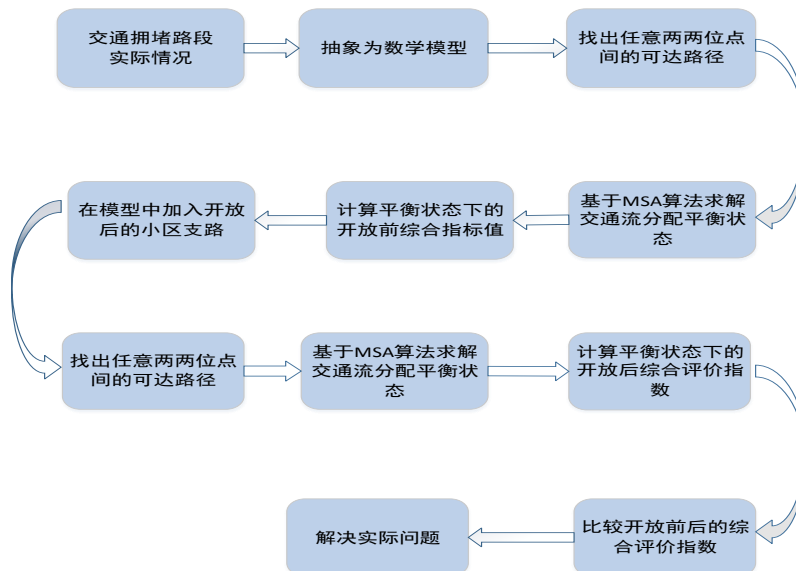 交通拥堵路段
实际情况
抽象为数学模型
找出任意两两位点
间的可达路径
基于MSA算法求解
交通流分配平衡状
态
计算平衡状态下的
开放前综合指标值
在模型中加入开放
后的小区支路
找出任意两两位点
间的可达路径
基于MSA算法求解
交通流分配平衡状
态
计算平衡状态下的
开放后综合评价指
数
比较开放前后的综
合评价指数
解决实际问题